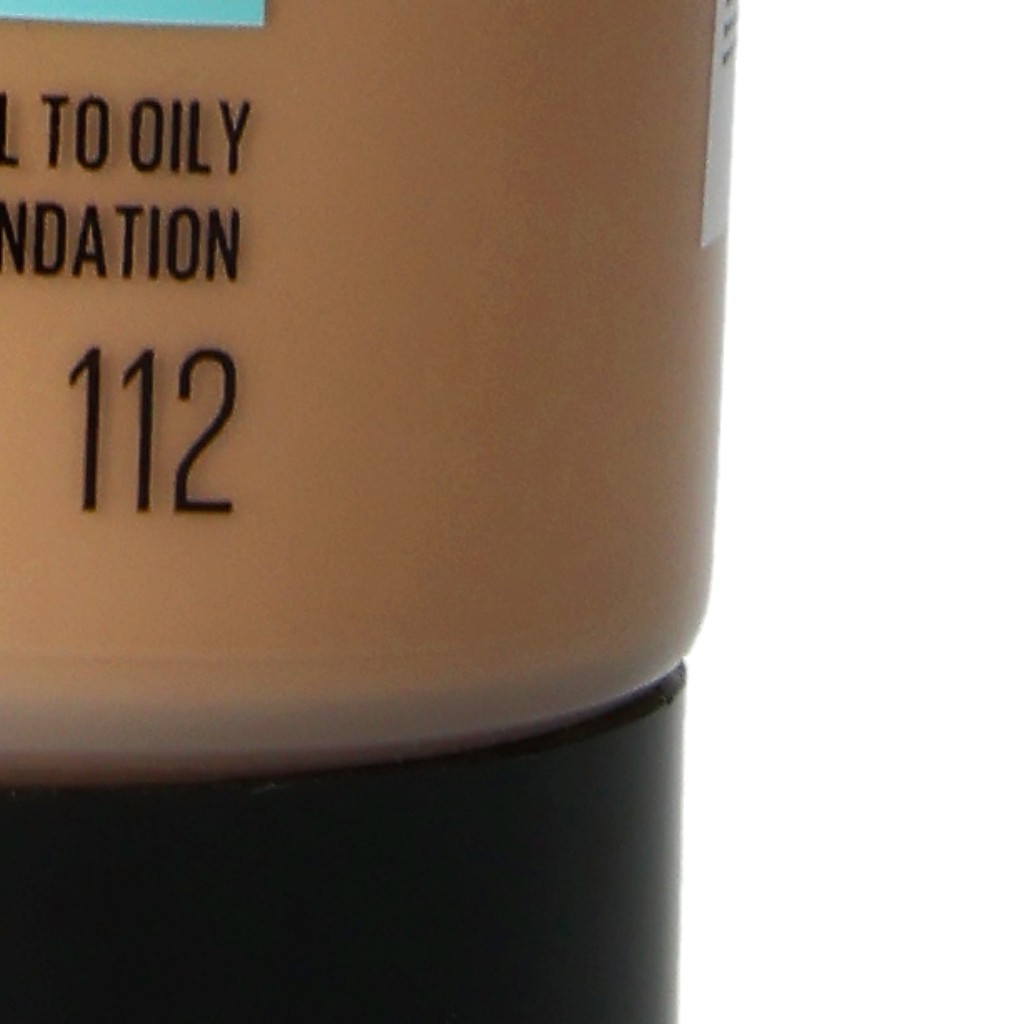 L TO OILY
NDATION
112